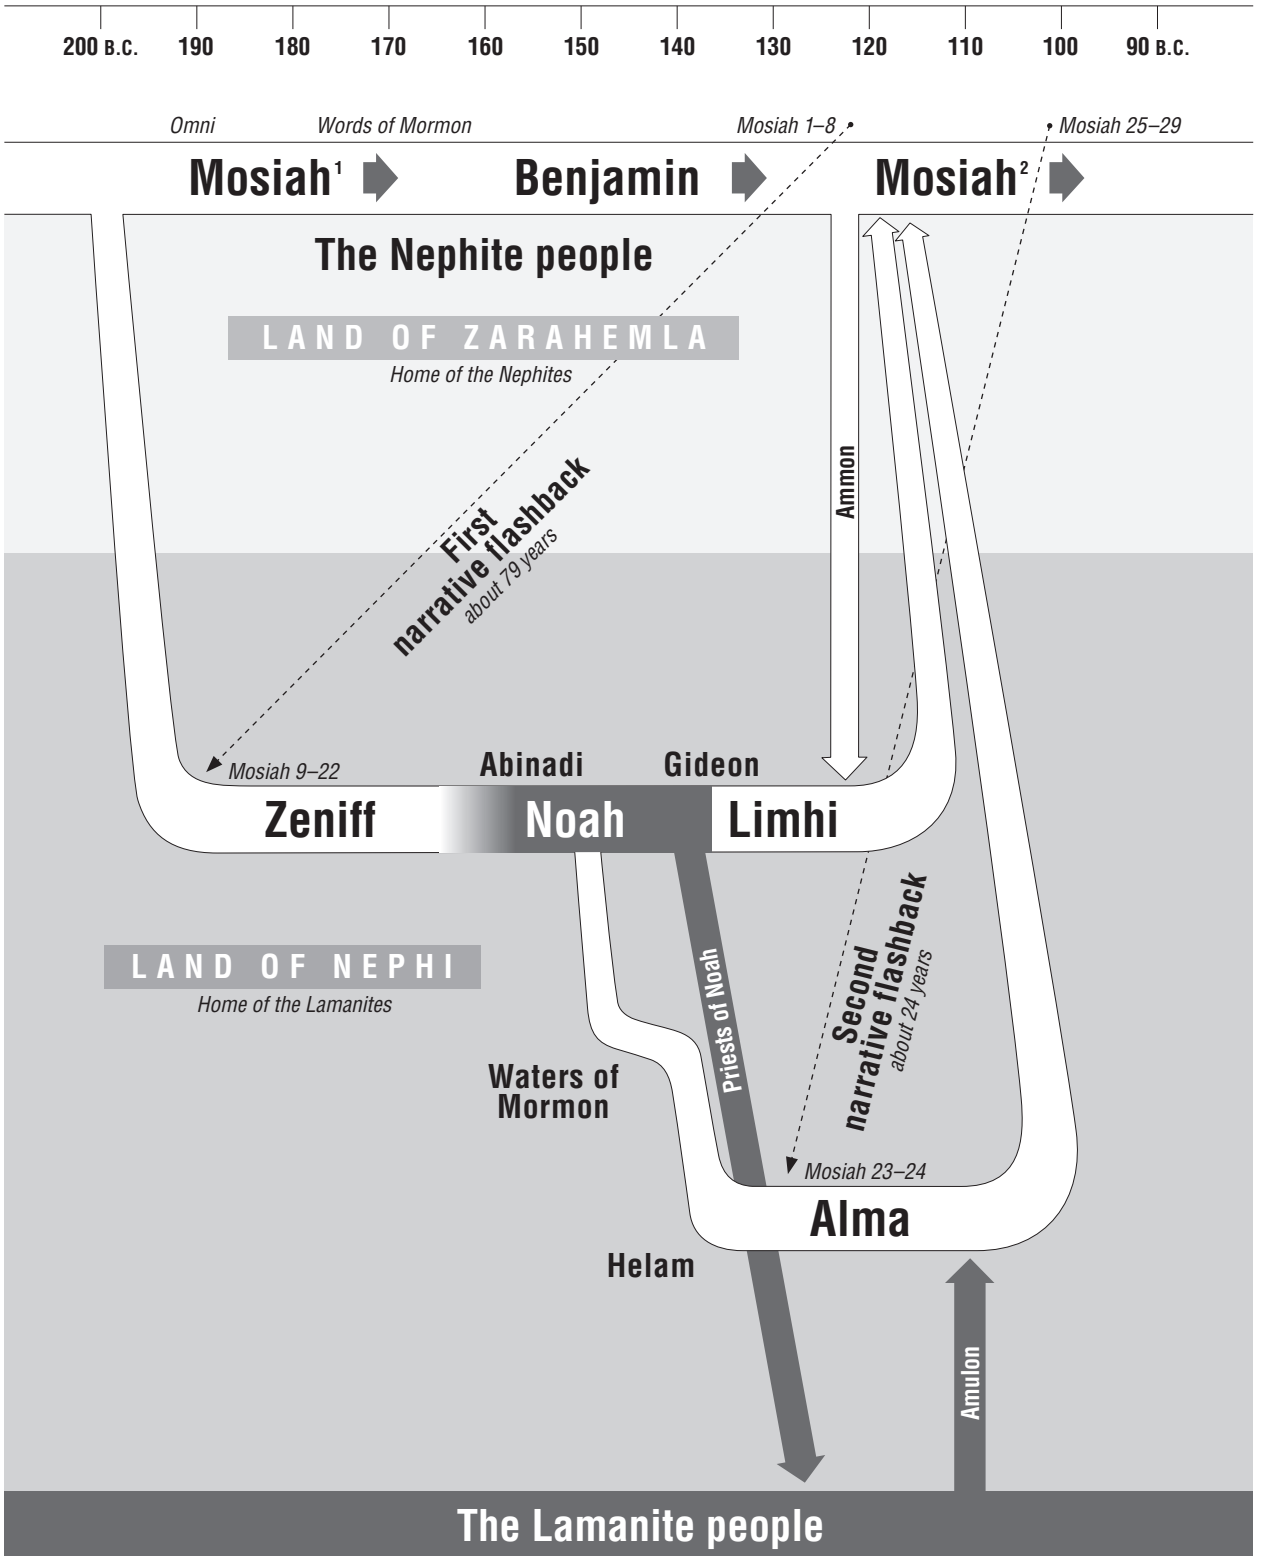 200 B.C. 190 180 170 160 150 140 130 120 110 100 90 B.C.
Omni Words of Mormon Mosiah 1–8 Mosiah 25–29
Mosiah¹ Benjamin Mosiah²
The Nephite people
LAND OF ZARAHEMLA
Home of the Nephites
Ammon
First
narrative flashback
about 79 years
Mosiah 9–22
Abinadi Gideon
Zeniff Noah Limhi
LAND OF NEPHI
Home of the Lamanites
Priests of Noah
Second
narrative flashback
about 24 years
Waters of
Mormon
Mosiah 23–24
Alma
Helam
Amulon
The Lamanite people